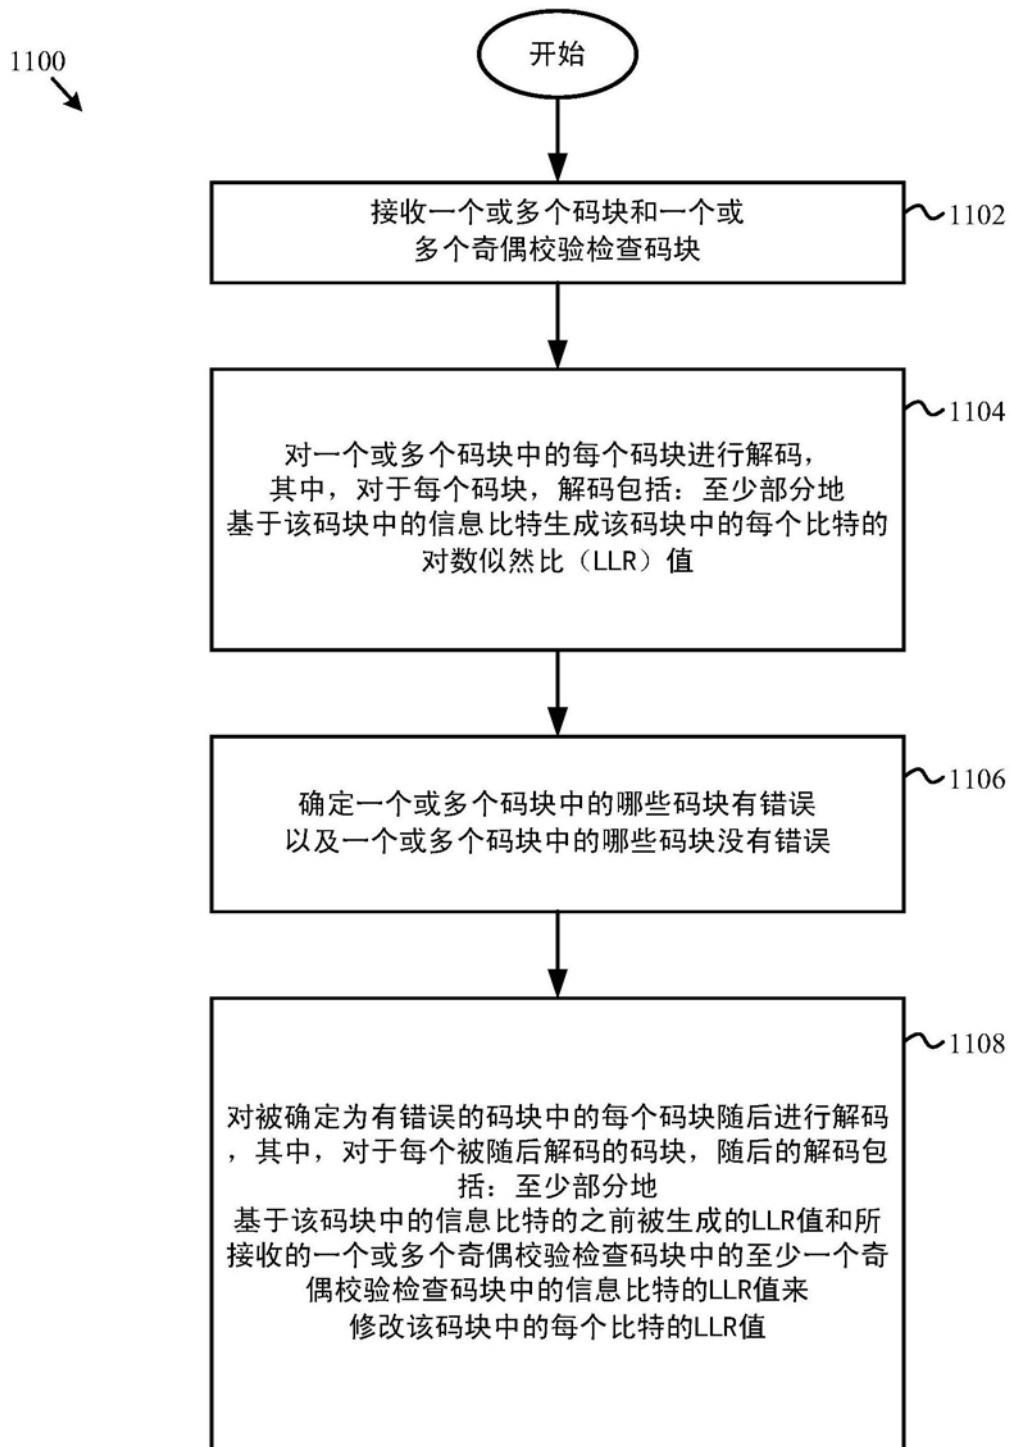 1100
开始
接收一个或多个码块和一个或
多个奇偶校验检查码块
1102
对一个或多个码块中的每个码块进行解码，
其中，对于每个码块，解码包括：至少部分地
基于该码块中的信息比特生成该码块中的每个比特的
对数似然比（LLR）值
1104
确定一个或多个码块中的哪些码块有错误
以及一个或多个码块中的哪些码块没有错误
1106
对被确定为有错误的码块中的每个码块随后进行解码
，其中，对于每个被随后解码的码块，随后的解码包
括：至少部分地
基于该码块中的信息比特的之前被生成的LLR值和所
接收的一个或多个奇偶校验检查码块中的至少一个奇
偶校验检查码块中的信息比特的LLR值来
修改该码块中的每个比特的LLR值
1108